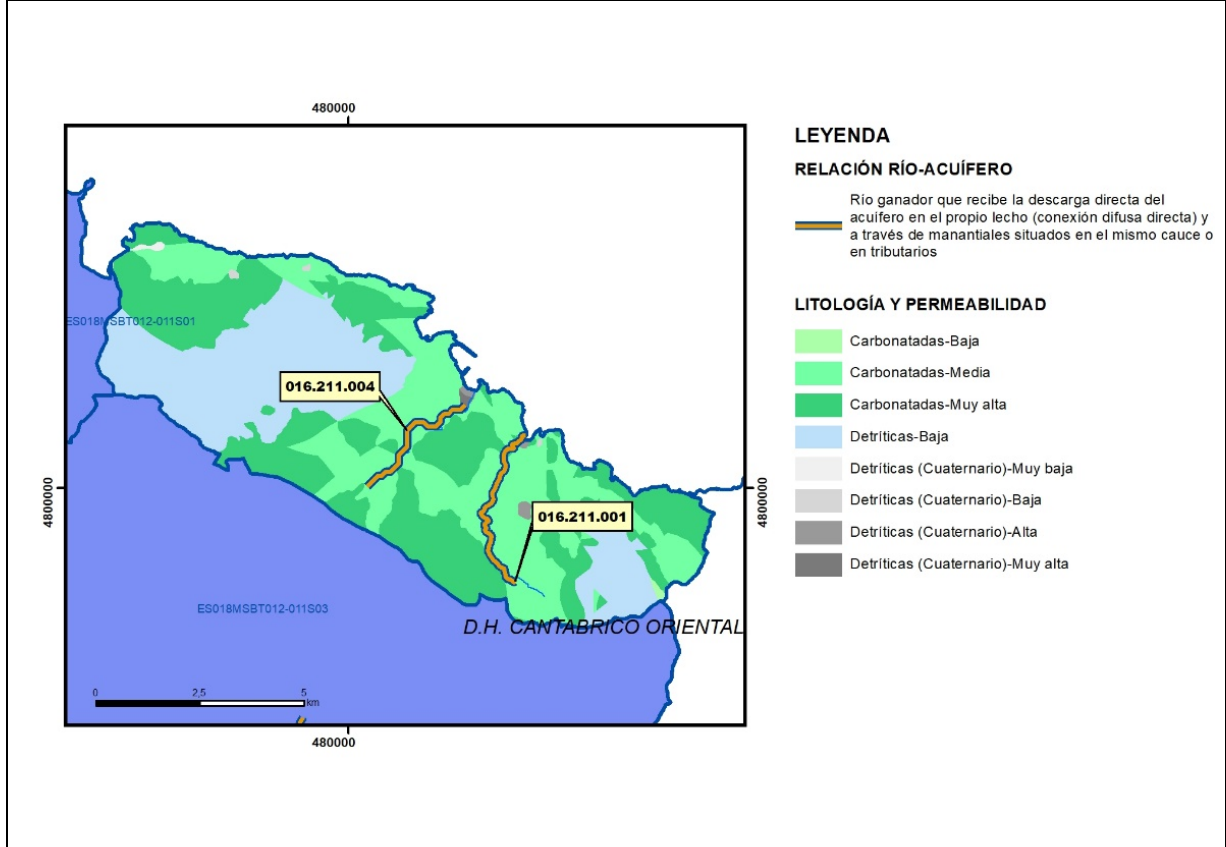 480000
LEYENDA
RELACIÓN RÍO-ACUÍFERO
Río ganador que recibe la descarga directa del
acuifero en el propio lecho (conexión difusa directa) y
a través de manantiales situados en el mismo cauce o
en tributarios
LITOLOGÍA Y PERMEABILIDAD
Carbonatadas-Baja
Carbonatadas-Media
Carbonatadas-Muy alta
Detríticas-Baja
Detríticas (Cuaternario)-Muy baja
Detríticas (Cuaternario)-Baja
Detríticas (Cuaternario)-Alta
Detríticas (Cuaternario)-Muy alta
ES018MSBT012-011S01
016.211.004
4800000
4800000
016.211.001
ES018MSBT012-011S03
D.H. CANTABRICO ORIENTAL
0 2,5 5
km
480000